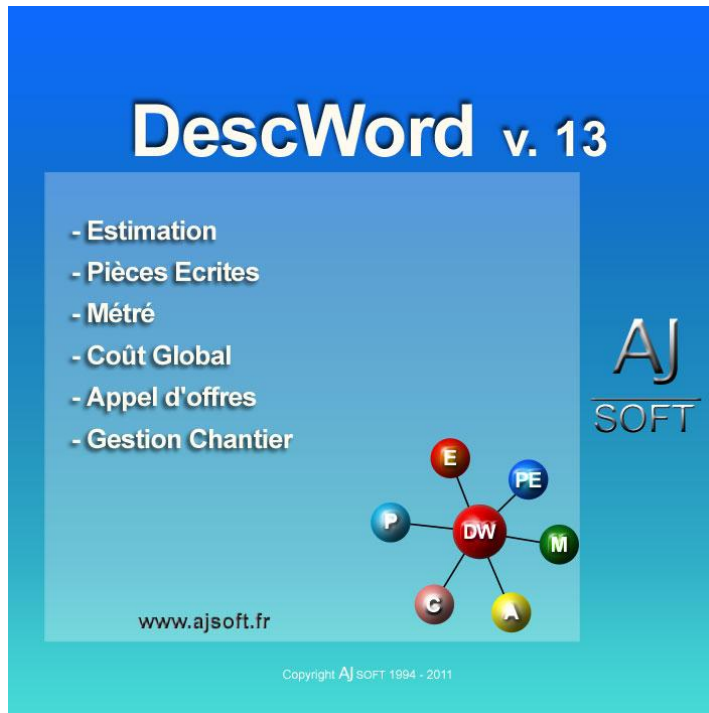 DescWord v. 13
- Estimation
- Pièces Ecrites
- Métré
- Coût Global
- Appel d'offres
- Gestion Chantier
AJ
SOFT
E
PE
P
DW
M
C
A
www.ajsoft.fr
Copyright AJ SOFT 1994 - 2011